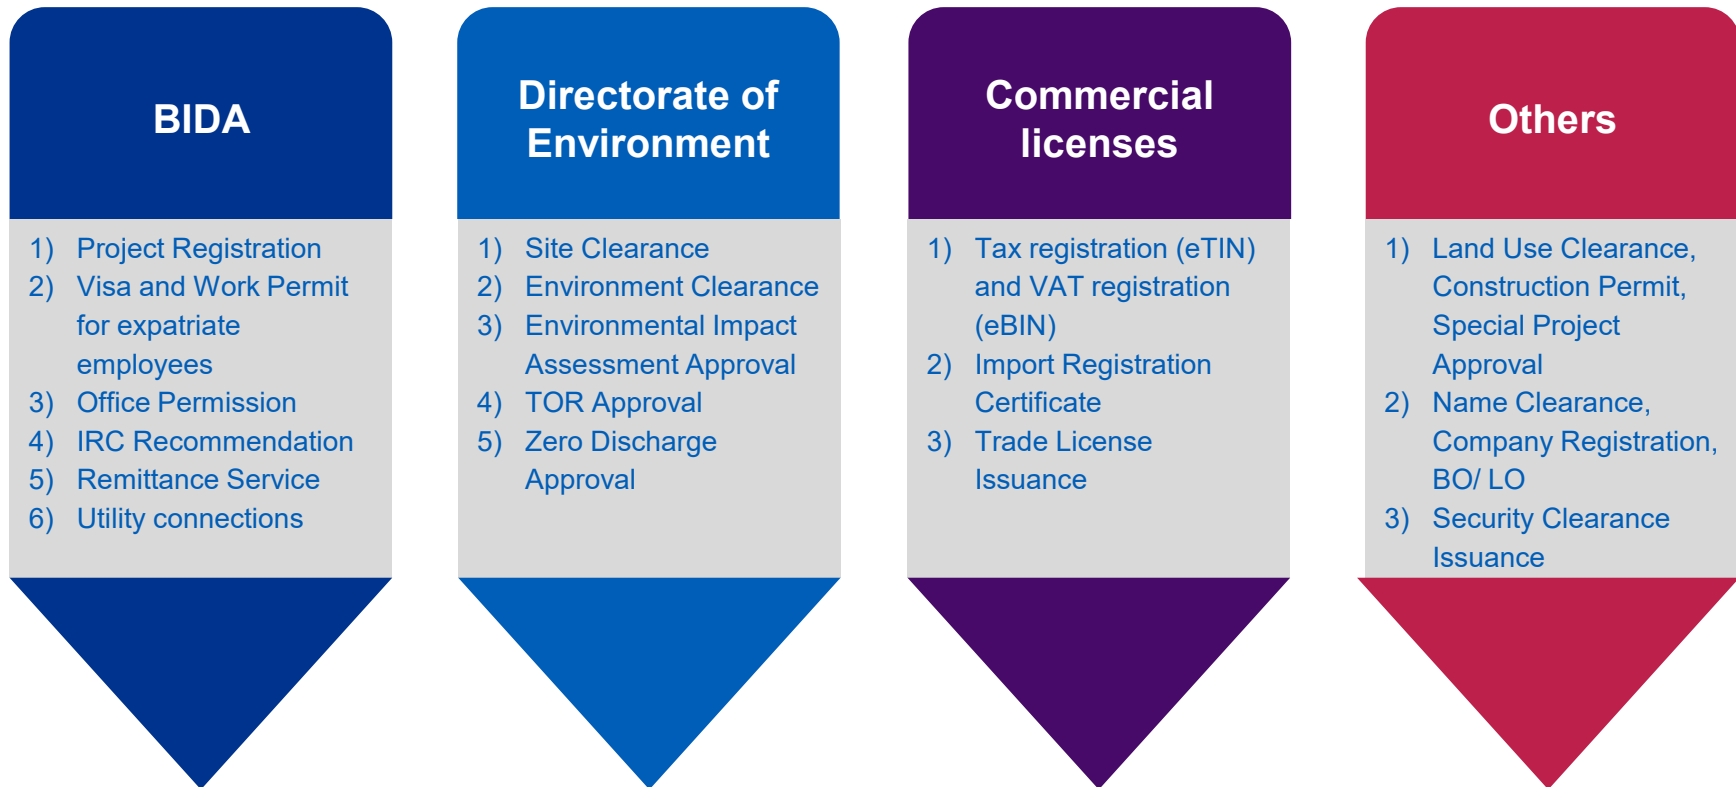 BIDA
1) Project Registration
2) Visa and Work Permit
for expatriate
employees
3) Office Permission
4) IRC Recommendation
5) Remittance Service
6) Utility connections
Directorate of
Environment
1) Site Clearance
2) Environment Clearance
3) Environmental Impact
Assessment Approval
4) TOR Approval
5) Zero Discharge
Approval
Commercial
licenses
1) Tax registration (eTIN)
and VAT registration
(eBIN)
2) Import Registration
Certificate
3) Trade License
Issuance
Others
1) Land Use Clearance,
Construction Permit,
Special Project
Approval
2) Name Clearance,
Company Registration,
BO/ LO
3) Security Clearance
Issuance